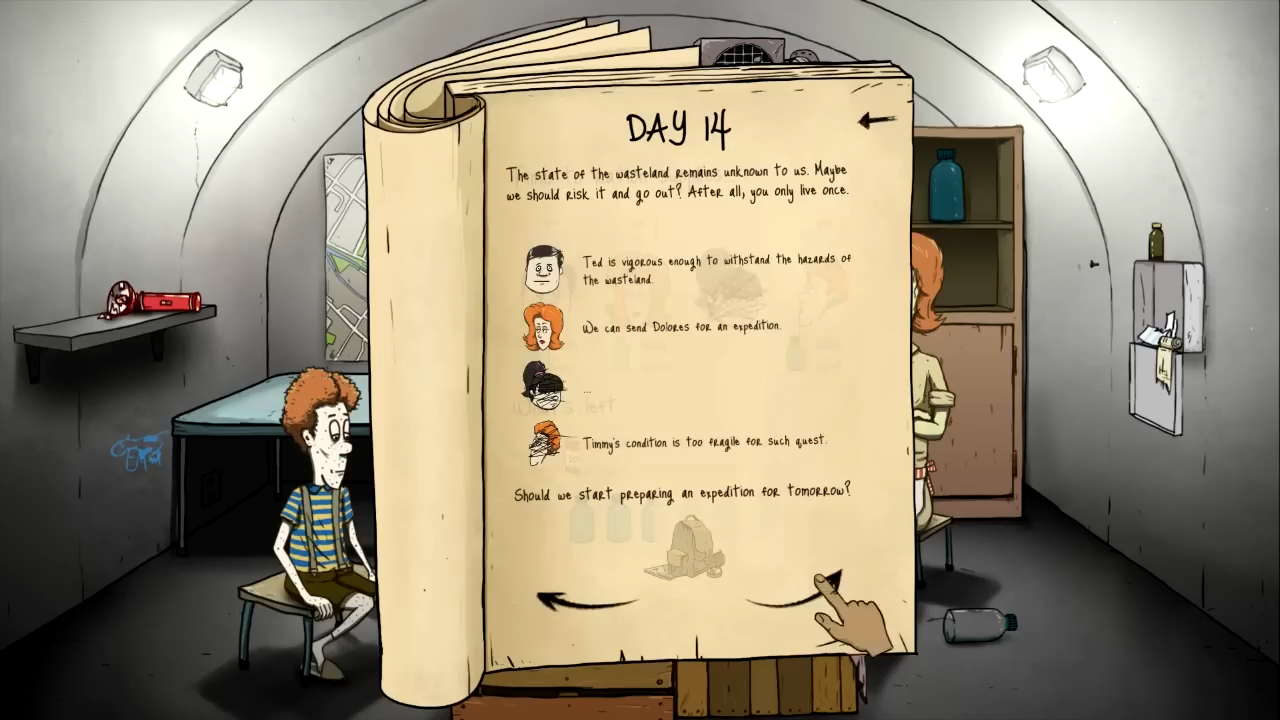 DAY 14
The state of the wasteland remains unknown to us. Maybe
we should risk it and go out? After all, you only live once.
Ted is vigorous enough to withstand the hazards of
the wasteland.
We can send Dolores for an expedition.
...
What's left
Timmy's condition is too fragile for such quest.
Should we start preparing an expedition for tomorrow?